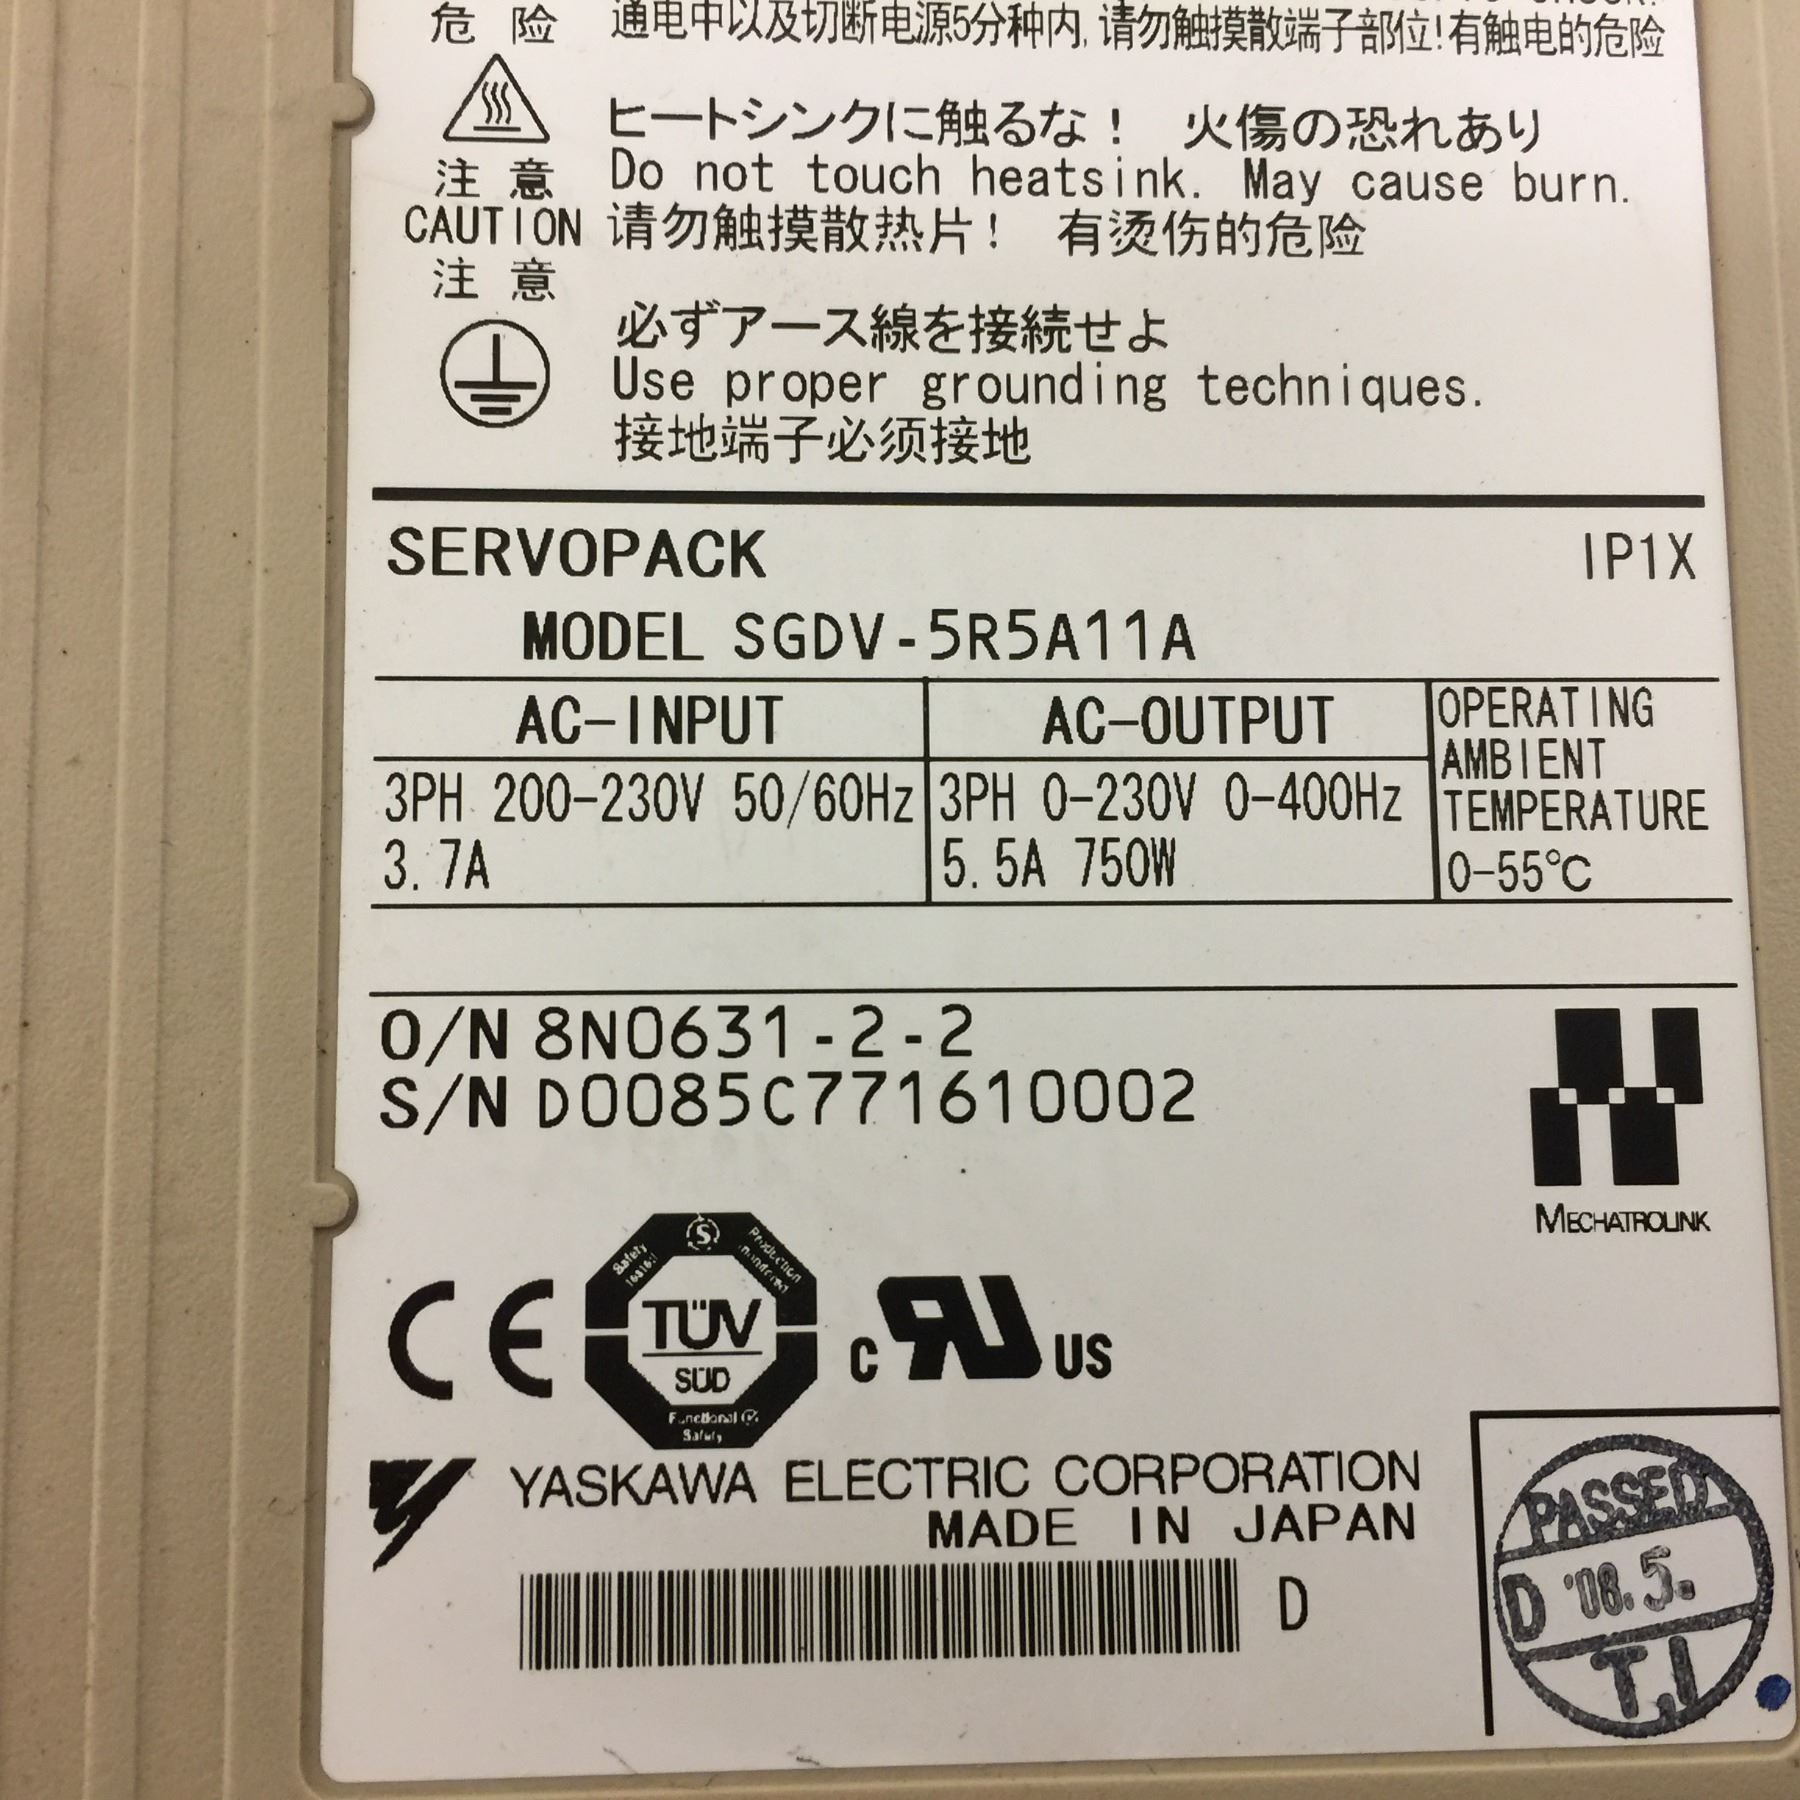 危 险 通电中以及切断电源5分种内,请勿触摸散端子部位!有触电的危险
ヒートシンクに触るな! 火傷の恐れあり
注 意 Do not touch heatsink. May cause burn.
CAUTION 请勿触摸散热片! 有烫伤的危险
注 意
必ずアース線を接続せよ
Use proper grounding techniques.
接地端子必须接地
SERVOPACK IP1X
MODEL SGDV-5R5A11A
AC-INPUT AC-OUTPUT OPERATING
AMBIENT
3PH 200-230V 50/60Hz 3PH 0-230V 0-400Hz TEMPERATURE
3.7A 5.5A 750W 0-55℃
O/N 8N0631-2-2
S/N D0085C771610002
MECHATROLINK
S
Safety Production
monitored
CE TÜV c RU US
SÜD
Functional
Safety
YASKAWA ELECTRIC CORPORATION
MADE IN JAPAN
D
PASSED
D '08.5.
T.I